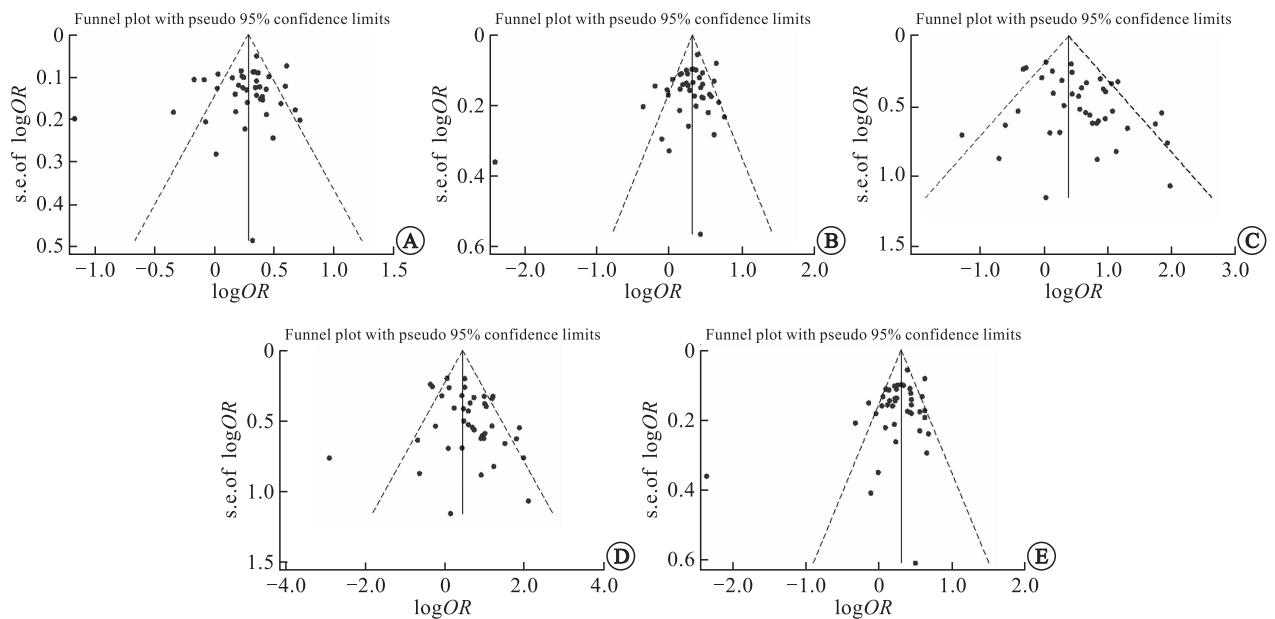 Funnel plot with pseudo 95% confidence limits
s.e.of logOR
0
0.1
0.2
0.3
0.4
0.5
−1.0 −0.5 0 0.5 1.0 1.5
logOR
A
Funnel plot with pseudo 95% confidence limits
s.e.of logOR
0
0.2
0.4
0.6
−2.0 −1.0 0 1.0 2.0
logOR
B
Funnel plot with pseudo 95% confidence limits
s.e.of logOR
0
0.5
1.0
1.5
−1.0 0 1.0 2.0 3.0
logOR
C
Funnel plot with pseudo 95% confidence limits
s.e.of logOR
0
0.5
1.0
1.5
−4.0 −2.0 0 2.0 4.0
logOR
D
Funnel plot with pseudo 95% confidence limits
s.e.of logOR
0
0.2
0.4
0.6
−2.0 −1.0 0 1.0 2.0
logOR
E